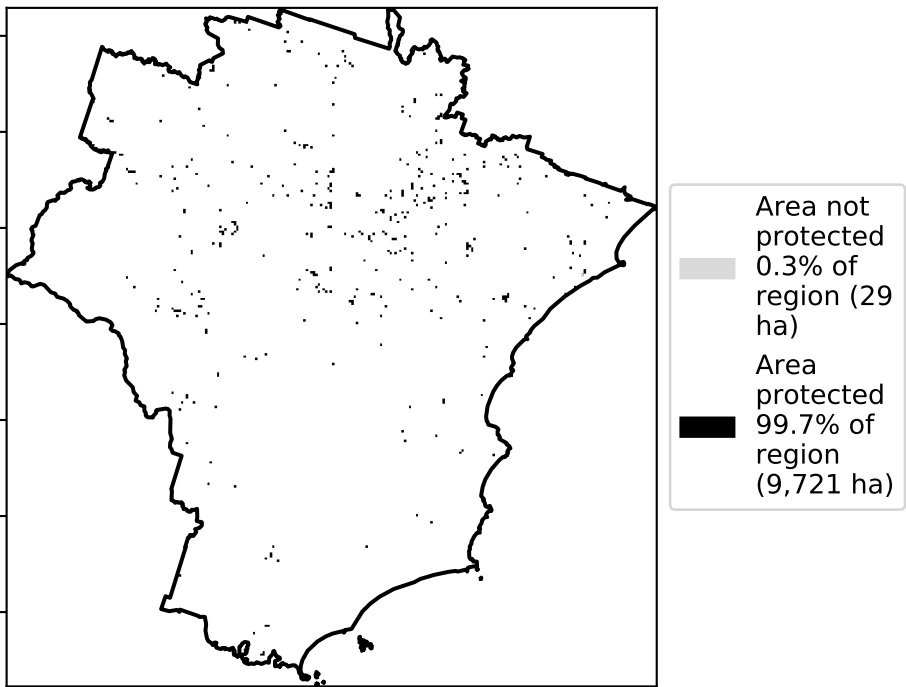 Area not
protected
0.3% of
region (29
ha)
Area
protected
99.7% of
region
(9,721 ha)